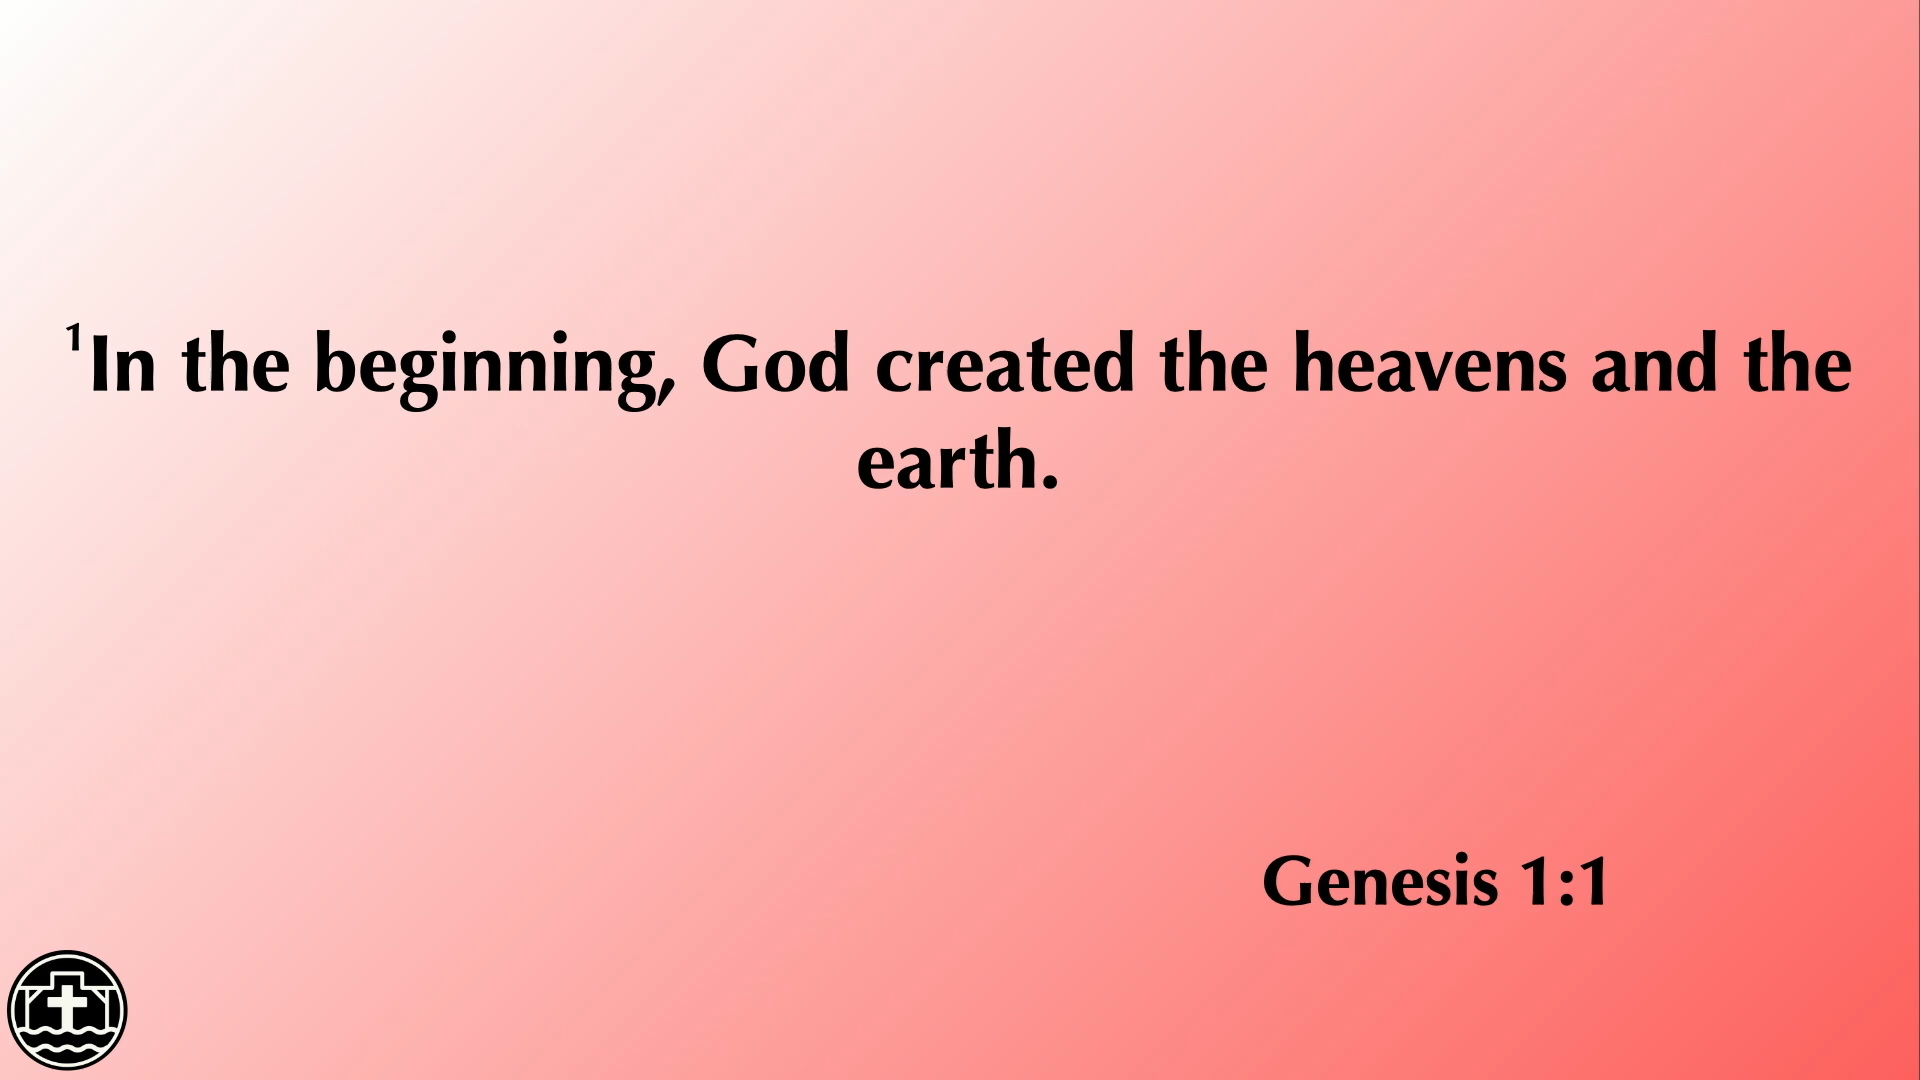 ¹In the beginning, God created the heavens and the
earth.
Genesis 1:1